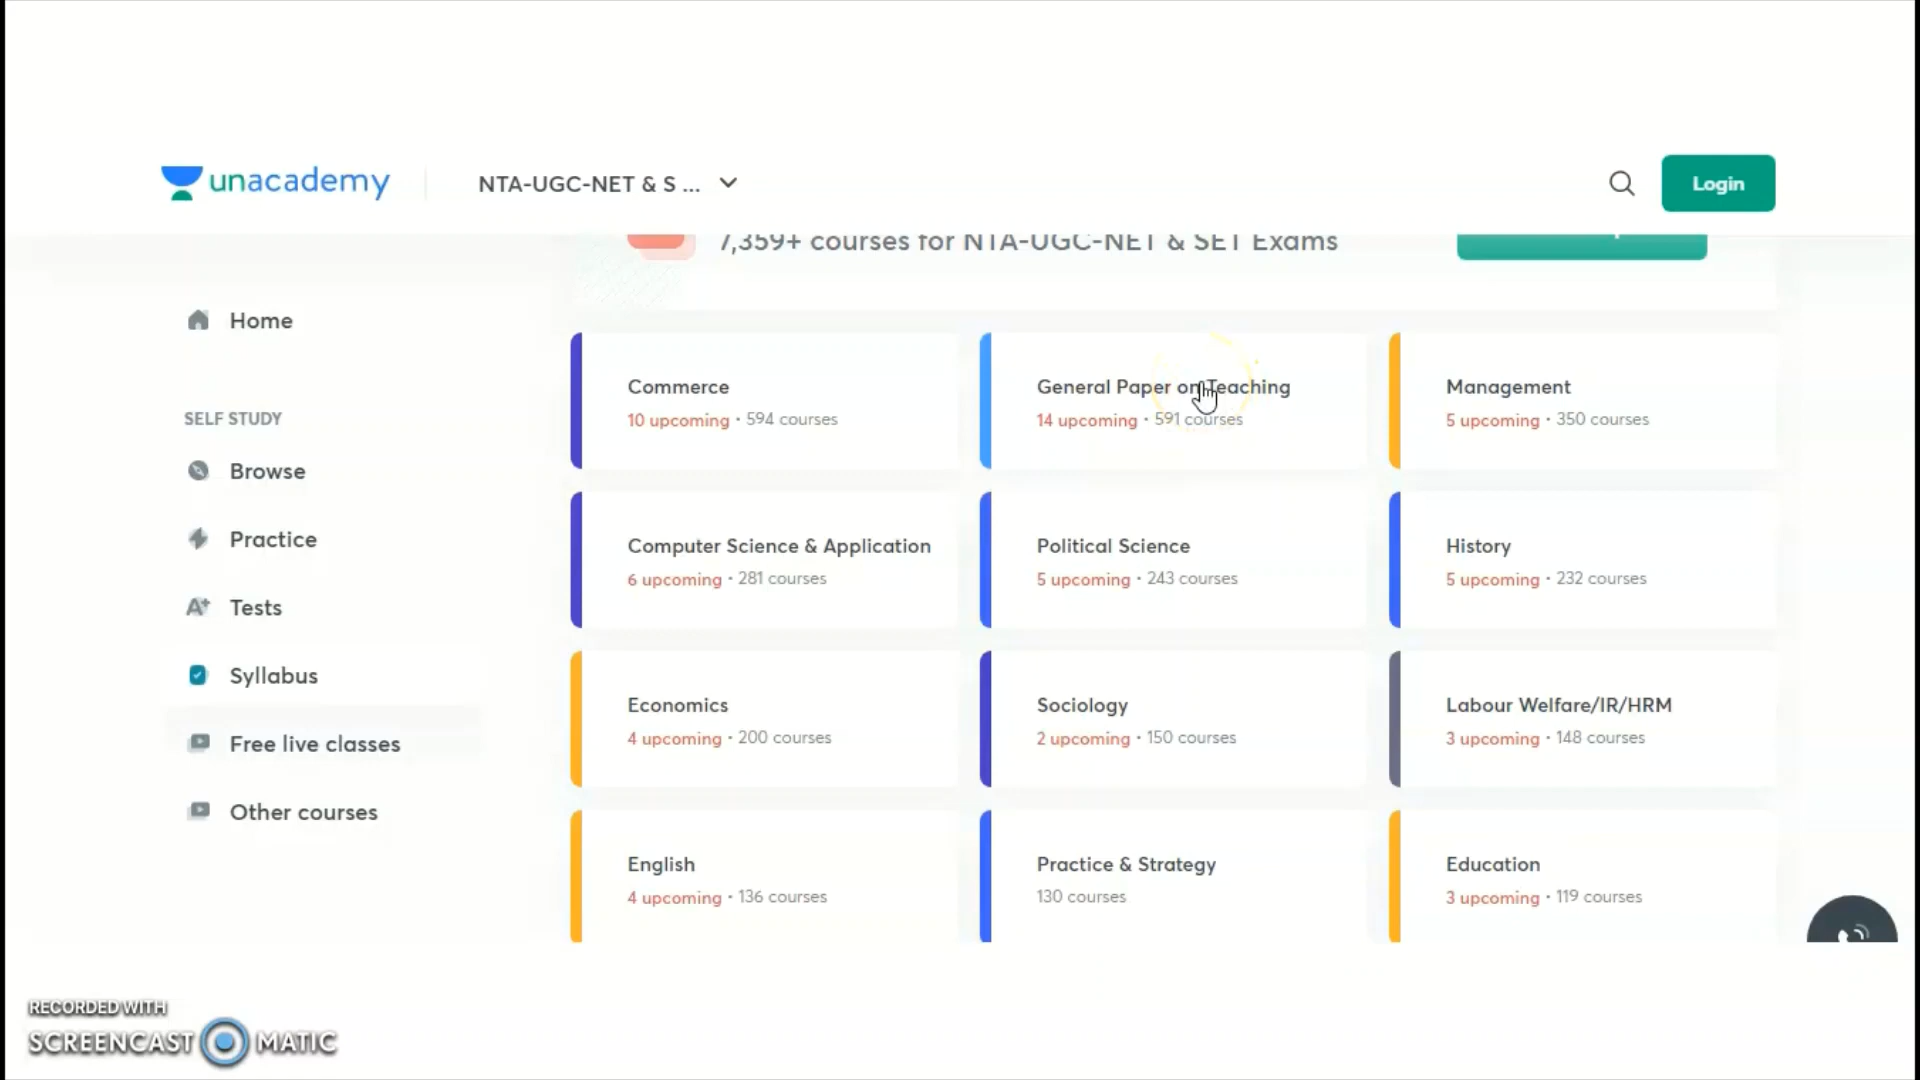 unacademy
NTA-UGC-NET & S ...
Login
7,359+ courses for NTA-UGC-NET & SET Exams
Home
SELF STUDY
Browse
Practice
Tests
Syllabus
Free live classes
Other courses
Commerce
10 upcoming • 594 courses
General Paper on Teaching
14 upcoming • 591 courses
Management
5 upcoming • 350 courses
Computer Science & Application
6 upcoming • 281 courses
Political Science
5 upcoming • 243 courses
History
5 upcoming • 232 courses
Economics
4 upcoming • 200 courses
Sociology
2 upcoming • 150 courses
Labour Welfare/IR/HRM
3 upcoming • 148 courses
English
4 upcoming • 136 courses
Practice & Strategy
130 courses
Education
3 upcoming • 119 courses
RECORDED WITH
SCREENCAST MATIC